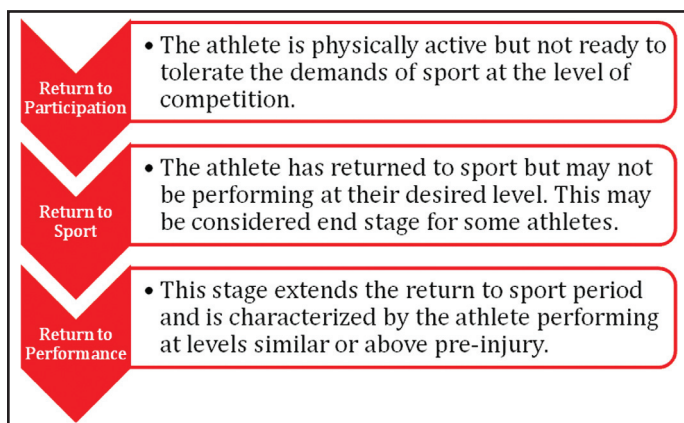 Return to
Participation
• The athlete is physically active but not ready to
tolerate the demands of sport at the level of
competition.
Return to
Sport
• The athlete has returned to sport but may not
be performing at their desired level. This may
be considered end stage for some athletes.
Return to
Performance
• This stage extends the return to sport period
and is characterized by the athlete performing
at levels similar or above pre-injury.